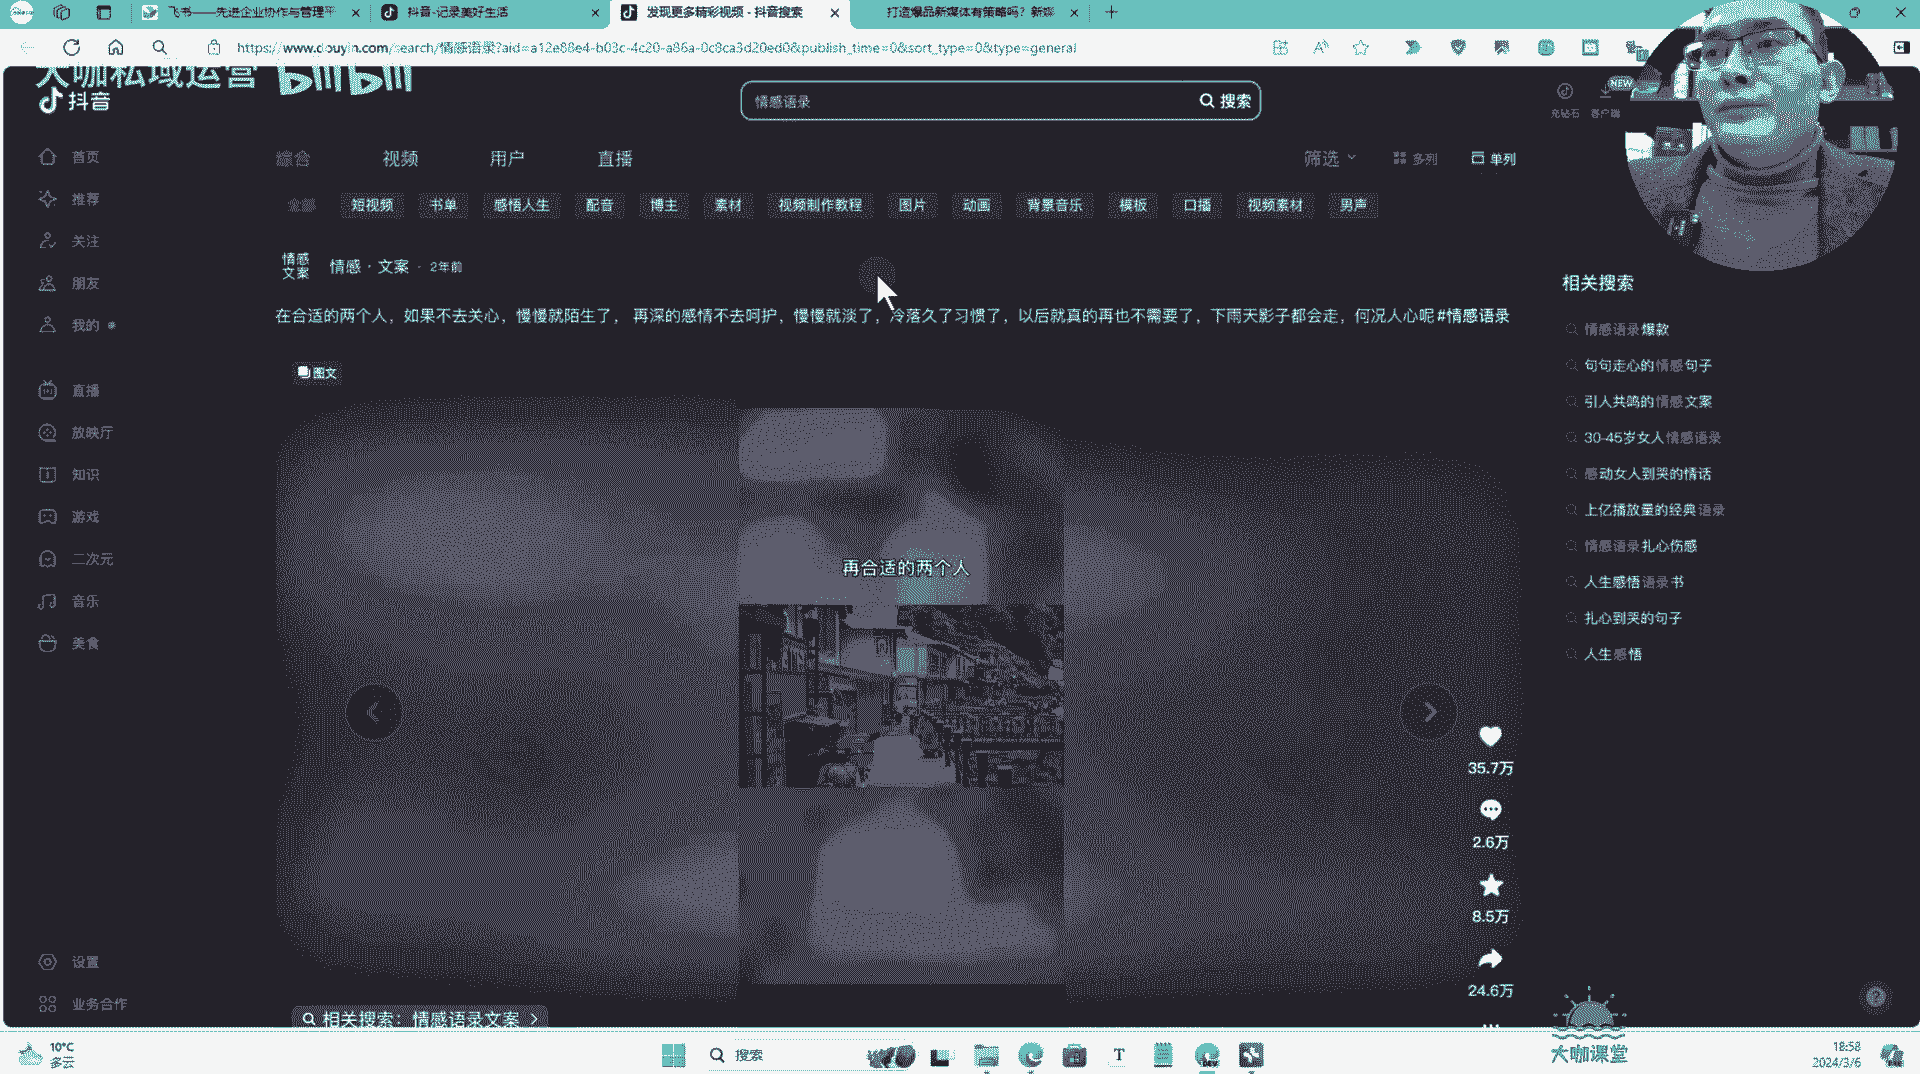 飞书——先进企业协作与管理平
抖音-记录美好生活
发现更多精彩视频 - 抖音搜索
打造爆品新媒体有策略吗？新媒
https://www.douyin.com/search/情感语录?aid=a12e88e4-b03c-4c20-a86a-0c8ca3d20ed0&publish_time=0&sort_type=0&type=general
大咖私域运营 bilibili
抖音
情感语录
搜索
充钻石
客户端
NEW
首页
推荐
关注
朋友
我的
直播
放映厅
知识
游戏
二次元
音乐
美食
设置
业务合作
综合
视频
用户
直播
筛选
多列
单列
全部
短视频
书单
感悟人生
配音
博主
素材
视频制作教程
图片
动画
背景音乐
模板
口播
视频素材
男声
情感
文案
情感·文案 · 2年前
在合适的两个人，如果不去关心，慢慢就陌生了， 再深的感情不去呵护，慢慢就淡了，冷落久了习惯了，以后就真的再也不需要了，下雨天影子都会走，何况人心呢#情感语录
图文
再合适的两个人
35.7万
2.6万
8.5万
24.6万
相关搜索：情感语录文案
相关搜索
情感语录爆款
句句走心的情感句子
引人共鸣的情感文案
30-45岁女人情感语录
感动女人到哭的情话
上亿播放量的经典语录
情感语录扎心伤感
人生感悟语录书
扎心到哭的句子
人生感悟
大咖课堂
10°C
多云
搜索
18:58
2024/3/6